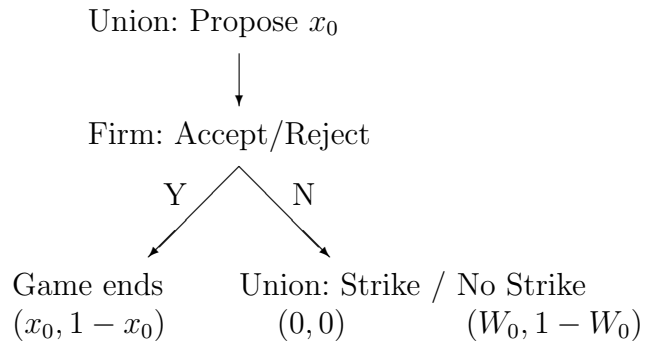 Union: Propose $x_0$
Firm: Accept/Reject
Y N
Game ends Union: Strike / No Strike
$(x_0, 1 - x_0)$ $(0, 0)$ $(W_0, 1 - W_0)$